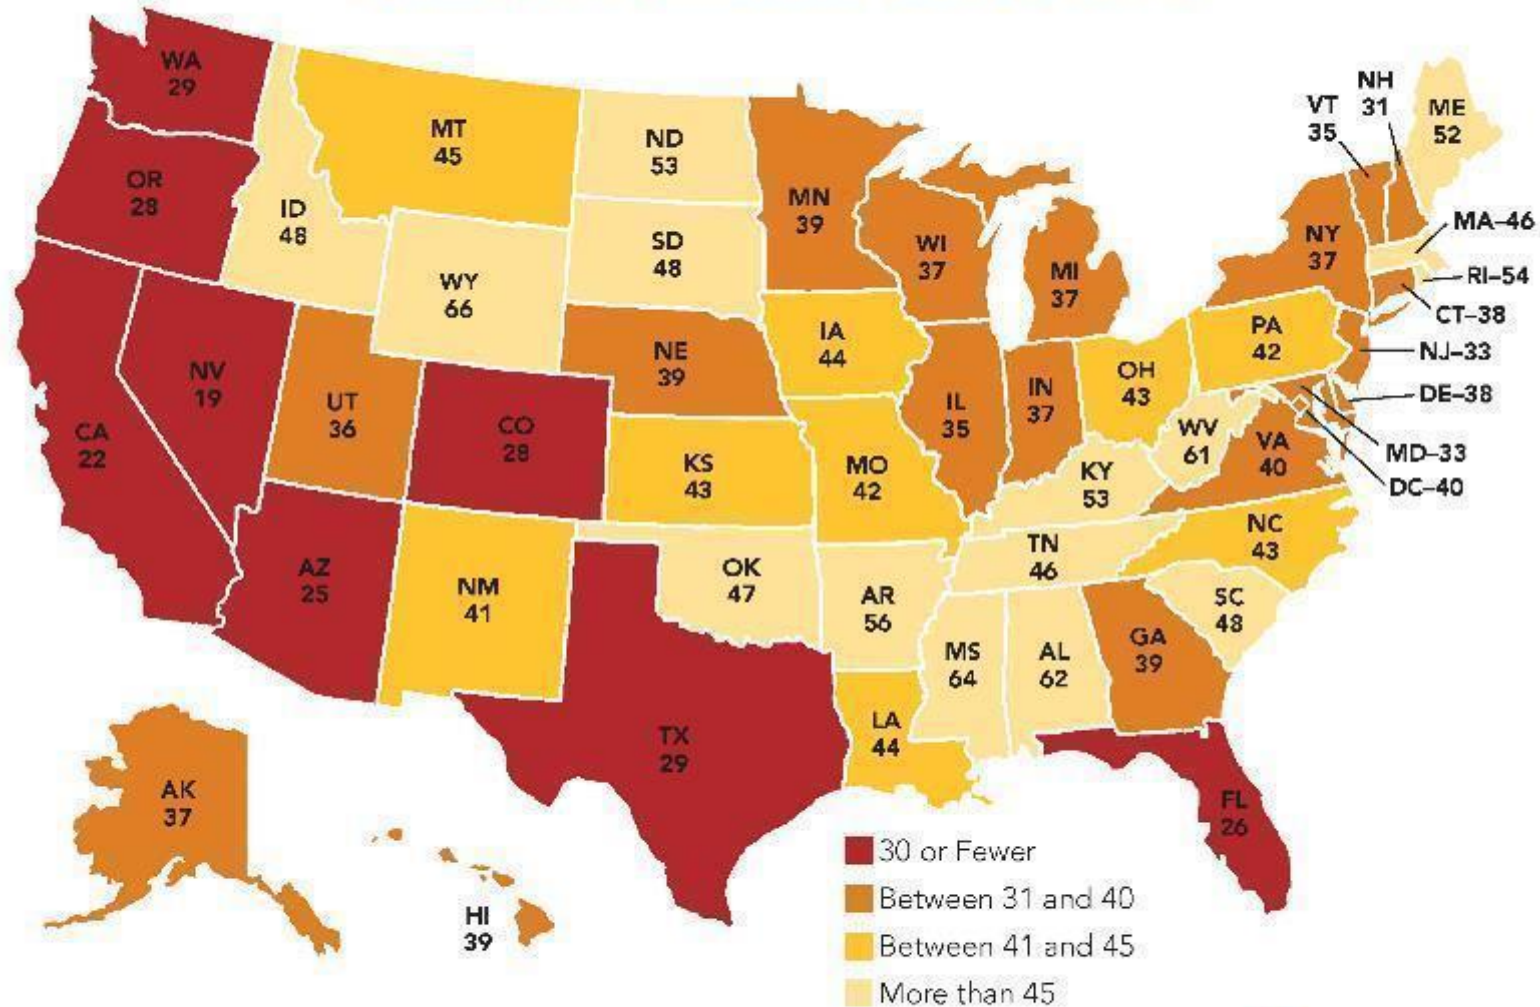 WA
29
OR
28
CA
22
NV
19
ID
48
MT
45
WY
66
UT
36
CO
28
AZ
25
NM
41
ND
53
SD
48
NE
39
KS
43
OK
47
TX
29
MN
39
IA
44
MO
42
AR
56
LA
44
WI
37
IL
35
MI
37
IN
37
OH
43
KY
53
TN
46
MS
64
AL
62
GA
39
FL
26
SC
48
NC
43
VA
40
WV
61
PA
42
NY
37
VT
35
NH
31
ME
52
MA–46
RI–54
CT–38
NJ–33
DE–38
MD–33
DC–40
AK
37
HI
39
30 or Fewer
Between 31 and 40
Between 41 and 45
More than 45